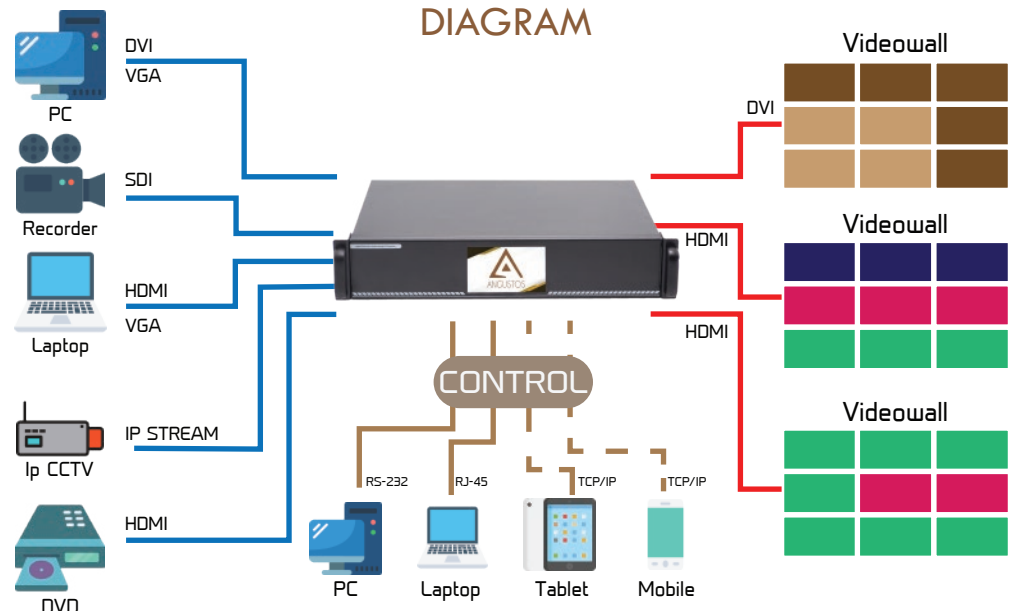 DIAGRAM
DVI
VGA
PC
SDI
Recorder
HDMI
VGA
Laptop
IP STREAM
Ip CCTV
HDMI
DVD
ANGUSTOS
CONTROL
RS-232
RJ-45
TCP/IP
TCP/IP
PC
Laptop
Tablet
Mobile
Videowall
DVI
Videowall
HDMI
HDMI
Videowall